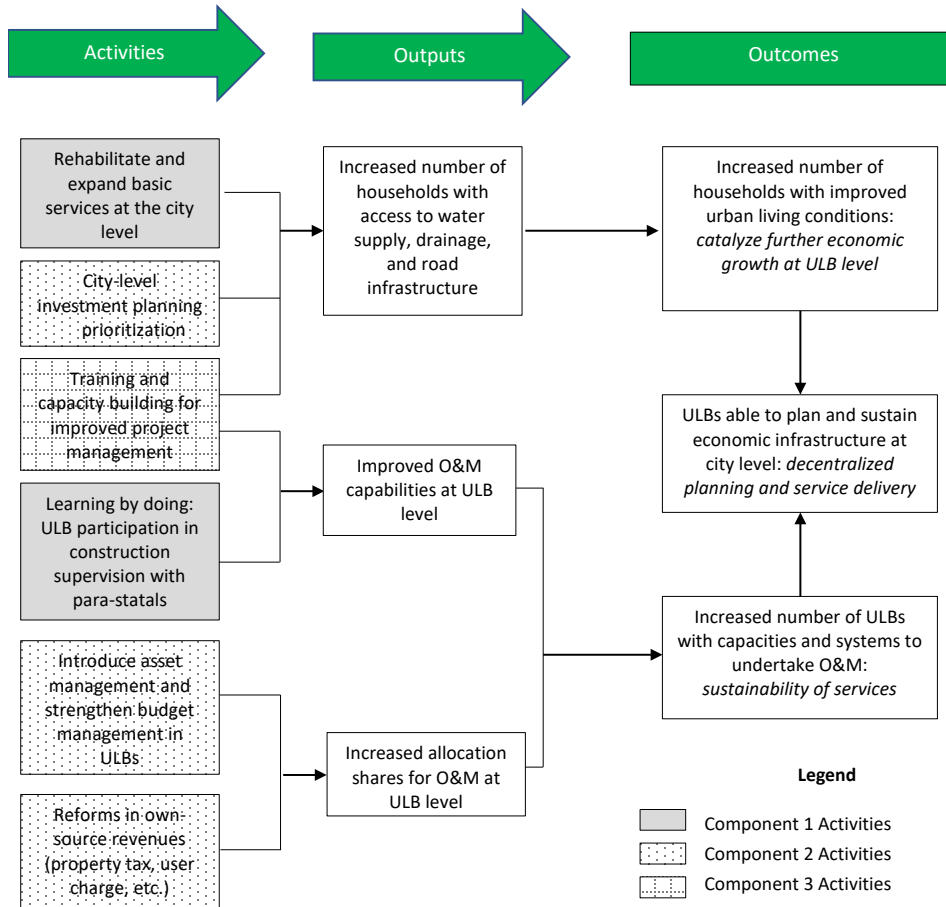 Activities
Outputs
Outcomes
Rehabilitate and
expand basic
services at the city
level
City-level
investment planning
prioritization
Training and
capacity building for
improved project
management
Learning by doing:
ULB participation in
construction
supervision with
para-statals
Introduce asset
management and
strengthen budget
management in
ULBs
Reforms in own-
source revenues
(property tax, user
charge, etc.)
Increased number of
households with
access to water
supply, drainage,
and road
infrastructure
Improved O&M
capabilities at ULB
level
Increased allocation
shares for O&M at
ULB level
Increased number of
households with improved
urban living conditions:
catalyze further economic
growth at ULB level
ULBs able to plan and sustain
economic infrastructure at
city level: decentralized
planning and service delivery
Increased number of ULBs
with capacities and systems to
undertake O&M:
sustainability of services
Legend
Component 1 Activities
Component 2 Activities
Component 3 Activities